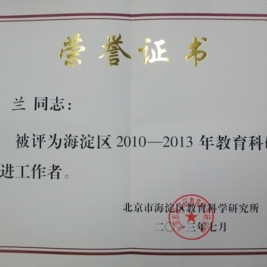 荣誉证书
兰 同志：
被评为海淀区 2010—2013 年教育科
进工作者。
北京市海淀区教育科学研究所
二〇一三年七月